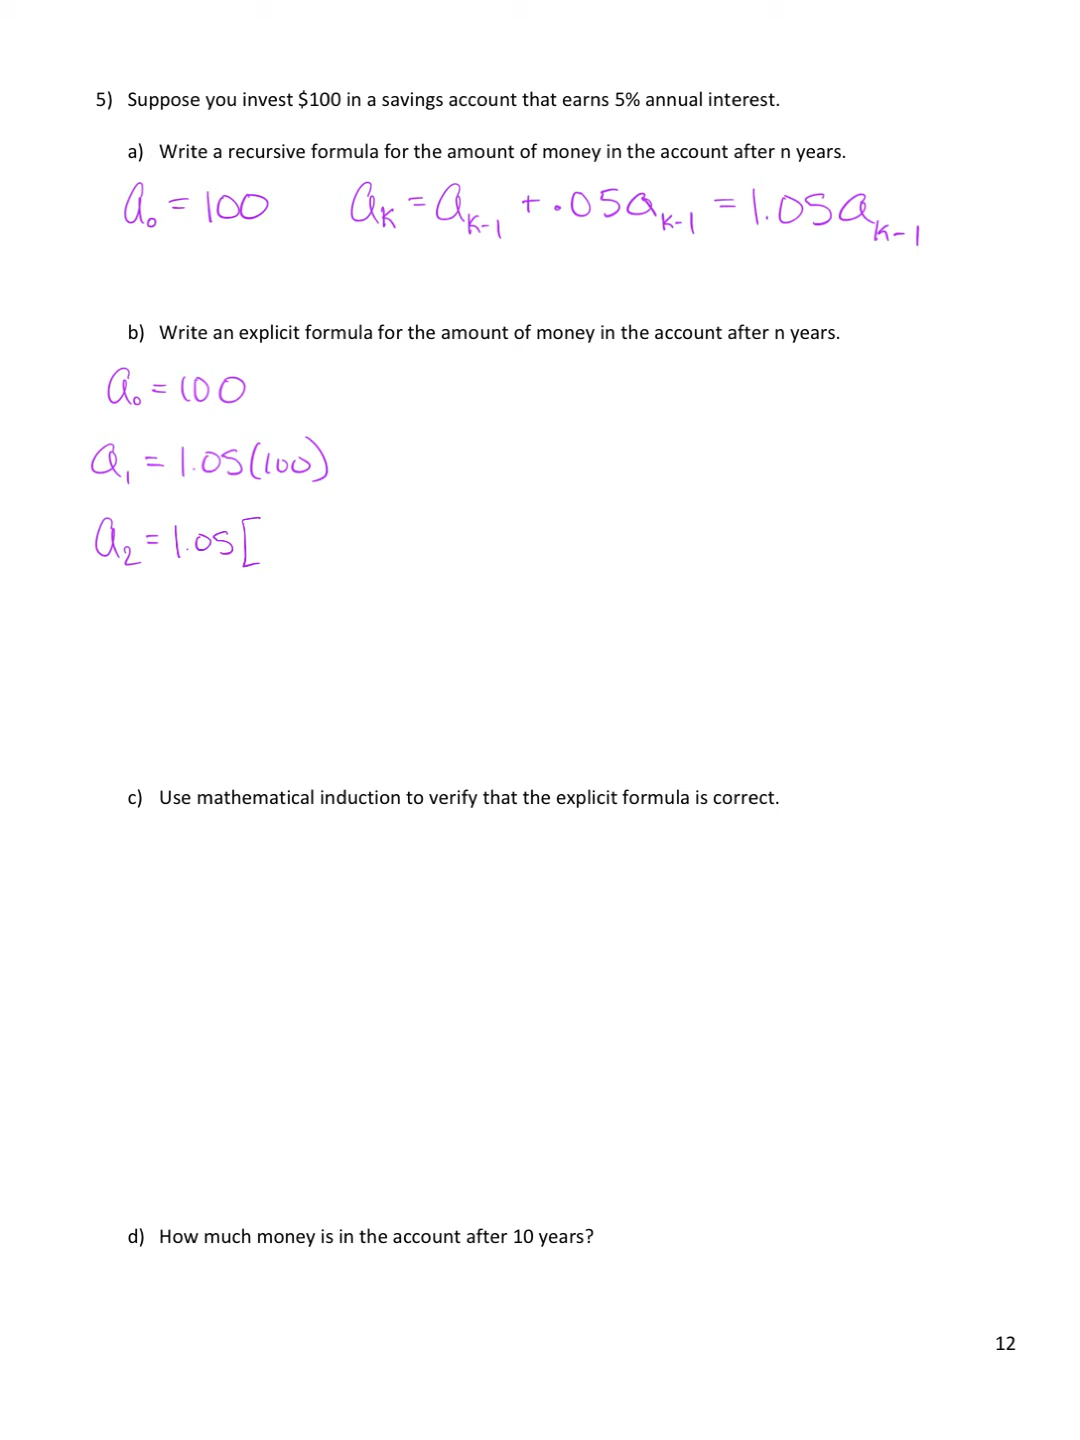 5) Suppose you invest $100 in a savings account that earns 5% annual interest.
a) Write a recursive formula for the amount of money in the account after n years.
a₀ = 100 aₖ = aₖ₋₁ + .05aₖ₋₁ = 1.05aₖ₋₁
b) Write an explicit formula for the amount of money in the account after n years.
a₀ = 100
a₁ = 1.05(100)
a₂ = 1.05[
c) Use mathematical induction to verify that the explicit formula is correct.
d) How much money is in the account after 10 years?
12